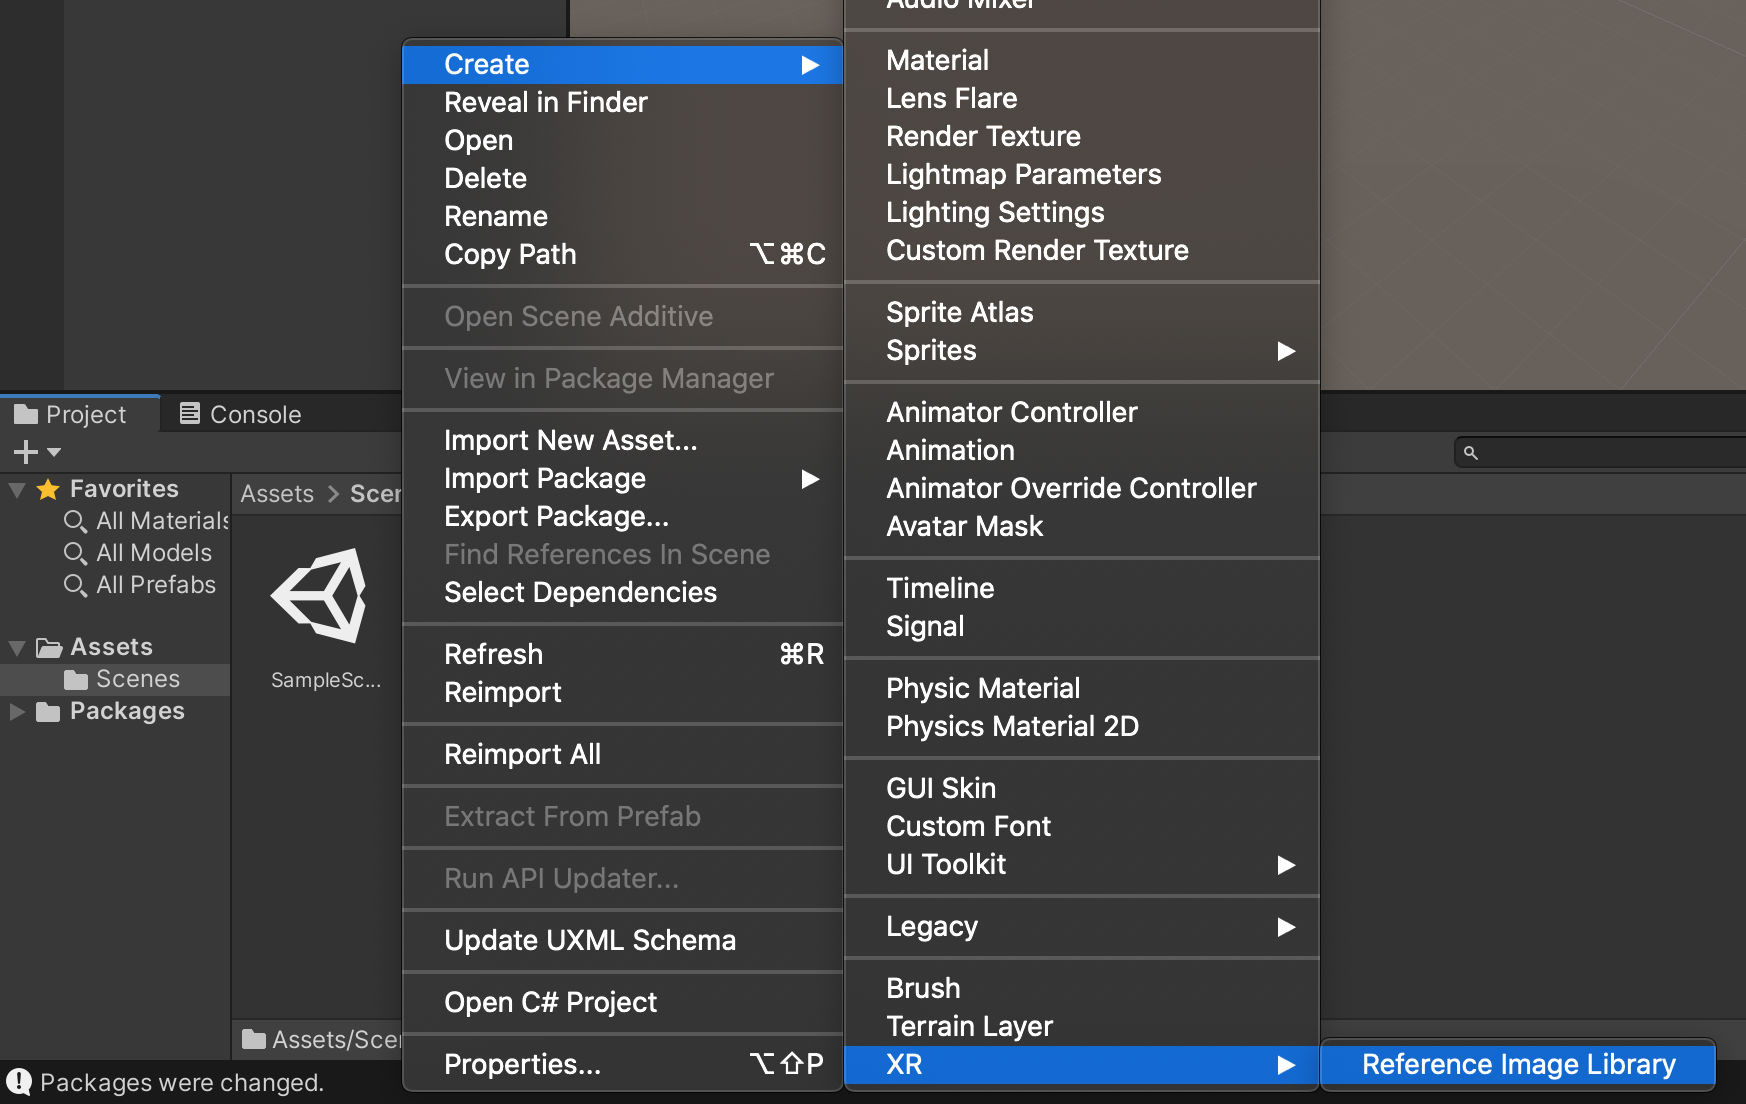 Create
Reveal in Finder
Open
Delete
Rename
Copy Path ⌥⌘C
Open Scene Additive
View in Package Manager
Import New Asset...
Import Package
Export Package...
Find References In Scene
Select Dependencies
Refresh ⌘R
Reimport
Reimport All
Extract From Prefab
Run API Updater...
Update UXML Schema
Open C# Project
Properties... ⌥⇧P
Audio Mixer
Material
Lens Flare
Render Texture
Lightmap Parameters
Lighting Settings
Custom Render Texture
Sprite Atlas
Sprites
Animator Controller
Animation
Animator Override Controller
Avatar Mask
Timeline
Signal
Physic Material
Physics Material 2D
GUI Skin
Custom Font
UI Toolkit
Legacy
Brush
Terrain Layer
XR
Reference Image Library
Project
Console
Favorites
All Materials
All Models
All Prefabs
Assets
Scenes
Packages
Assets > Scen
SampleSc...
Assets/Scen
Packages were changed.